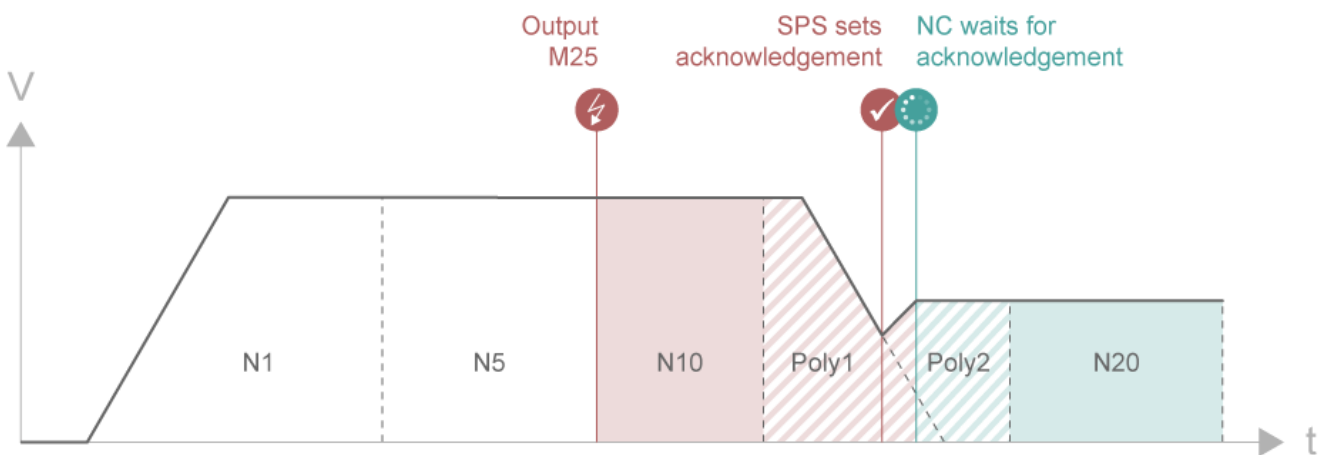 Output
M25
SPS sets
acknowledgement
NC waits for
acknowledgement
V
N1
N5
N10
Poly1
Poly2
N20
t